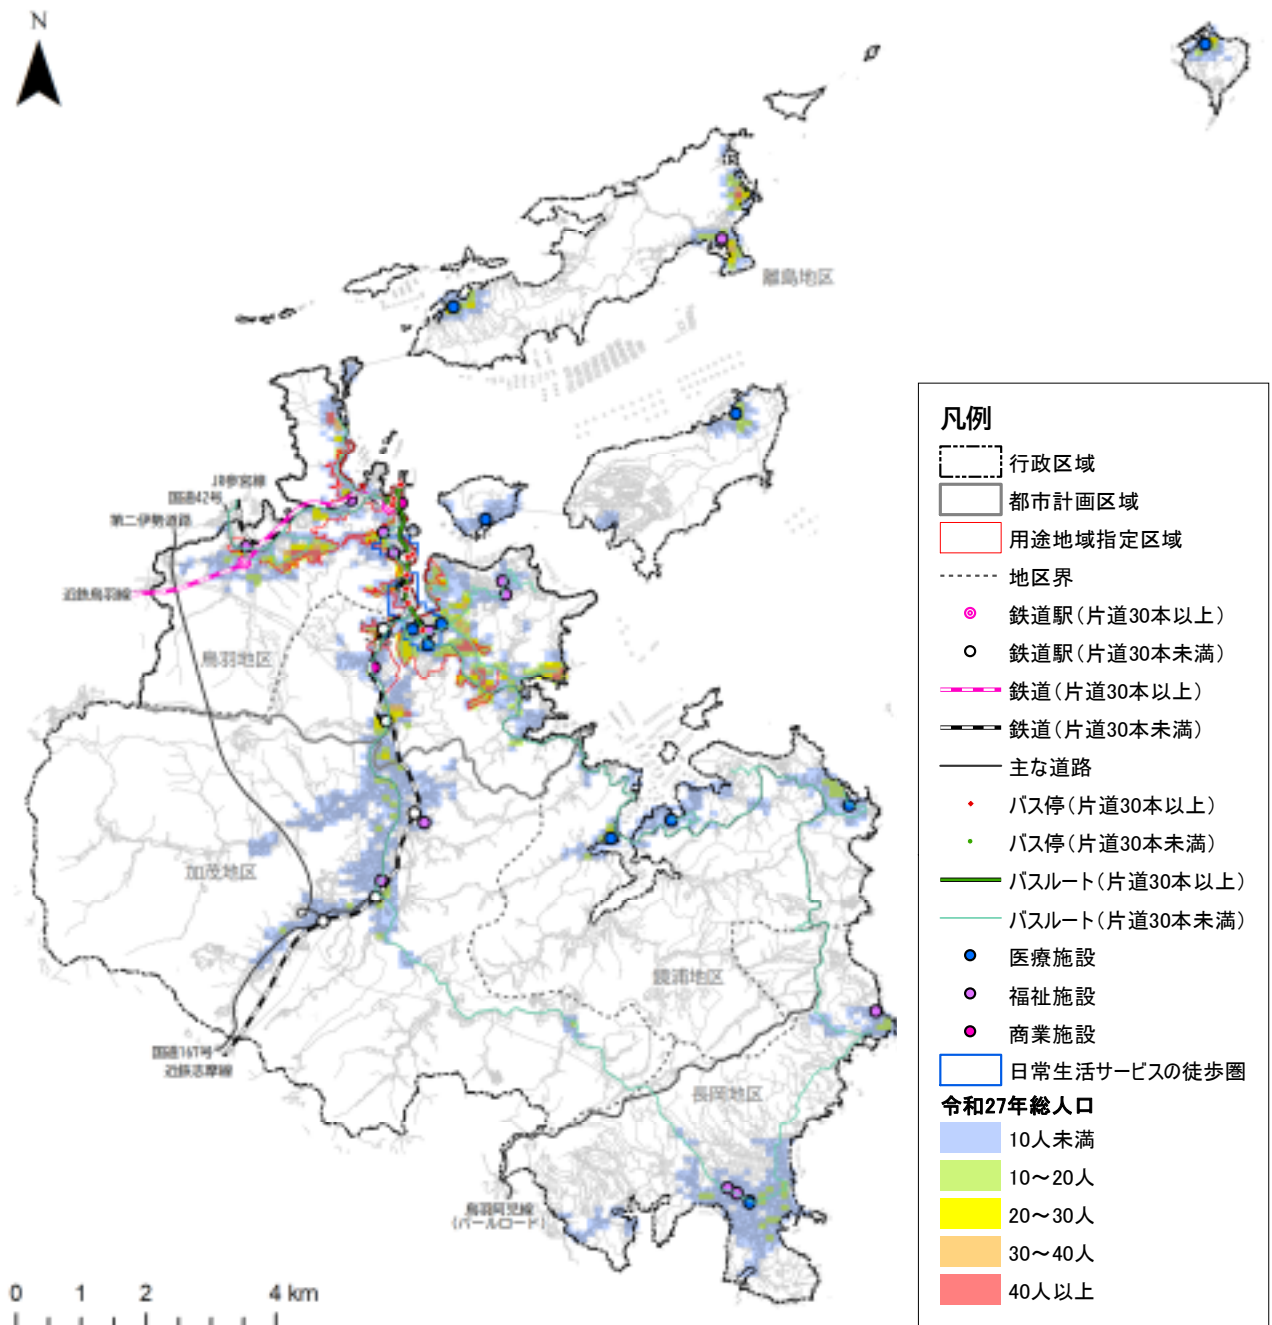 N
離島地区
JR参宮線
国道42号
第二伊勢道路
近鉄鳥羽線
鳥羽地区
加茂地区
鏡浦地区
国道167号
近鉄志摩線
長岡地区
鳥羽阿児線
(パールロード)
0 1 2 4 km
凡例
行政区域
都市計画区域
用途地域指定区域
地区界
鉄道駅(片道30本以上)
鉄道駅(片道30本未満)
鉄道(片道30本以上)
鉄道(片道30本未満)
主な道路
バス停(片道30本以上)
バス停(片道30本未満)
バスルート(片道30本以上)
バスルート(片道30本未満)
医療施設
福祉施設
商業施設
日常生活サービスの徒歩圏
令和27年総人口
10人未満
10～20人
20～30人
30～40人
40人以上